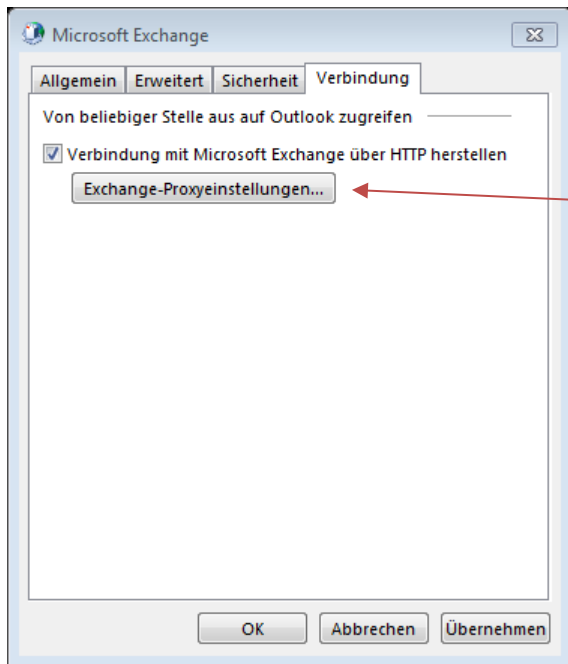 Microsoft Exchange
Allgemein Erweitert Sicherheit Verbindung
Von beliebiger Stelle aus auf Outlook zugreifen
Verbindung mit Microsoft Exchange über HTTP herstellen
Exchange-Proxyeinstellungen...
OK Abbrechen Übernehmen